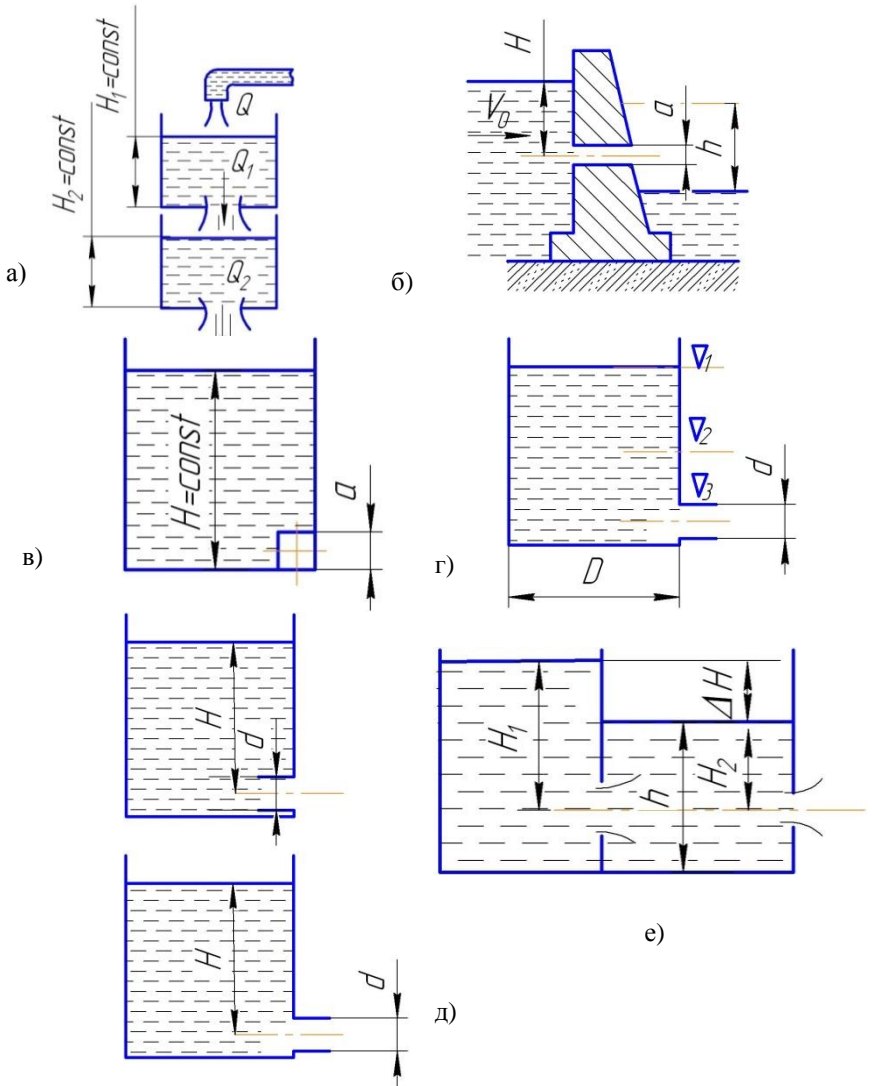 H₁=const
H₂=const
Q
Q₁
Q₂
а)
H
V₀
a
h
б)
H=const
a
в)
1
2
3
d
D
г)
H
d
H
d
д)
H₁
ΔH
H₂
h
е)